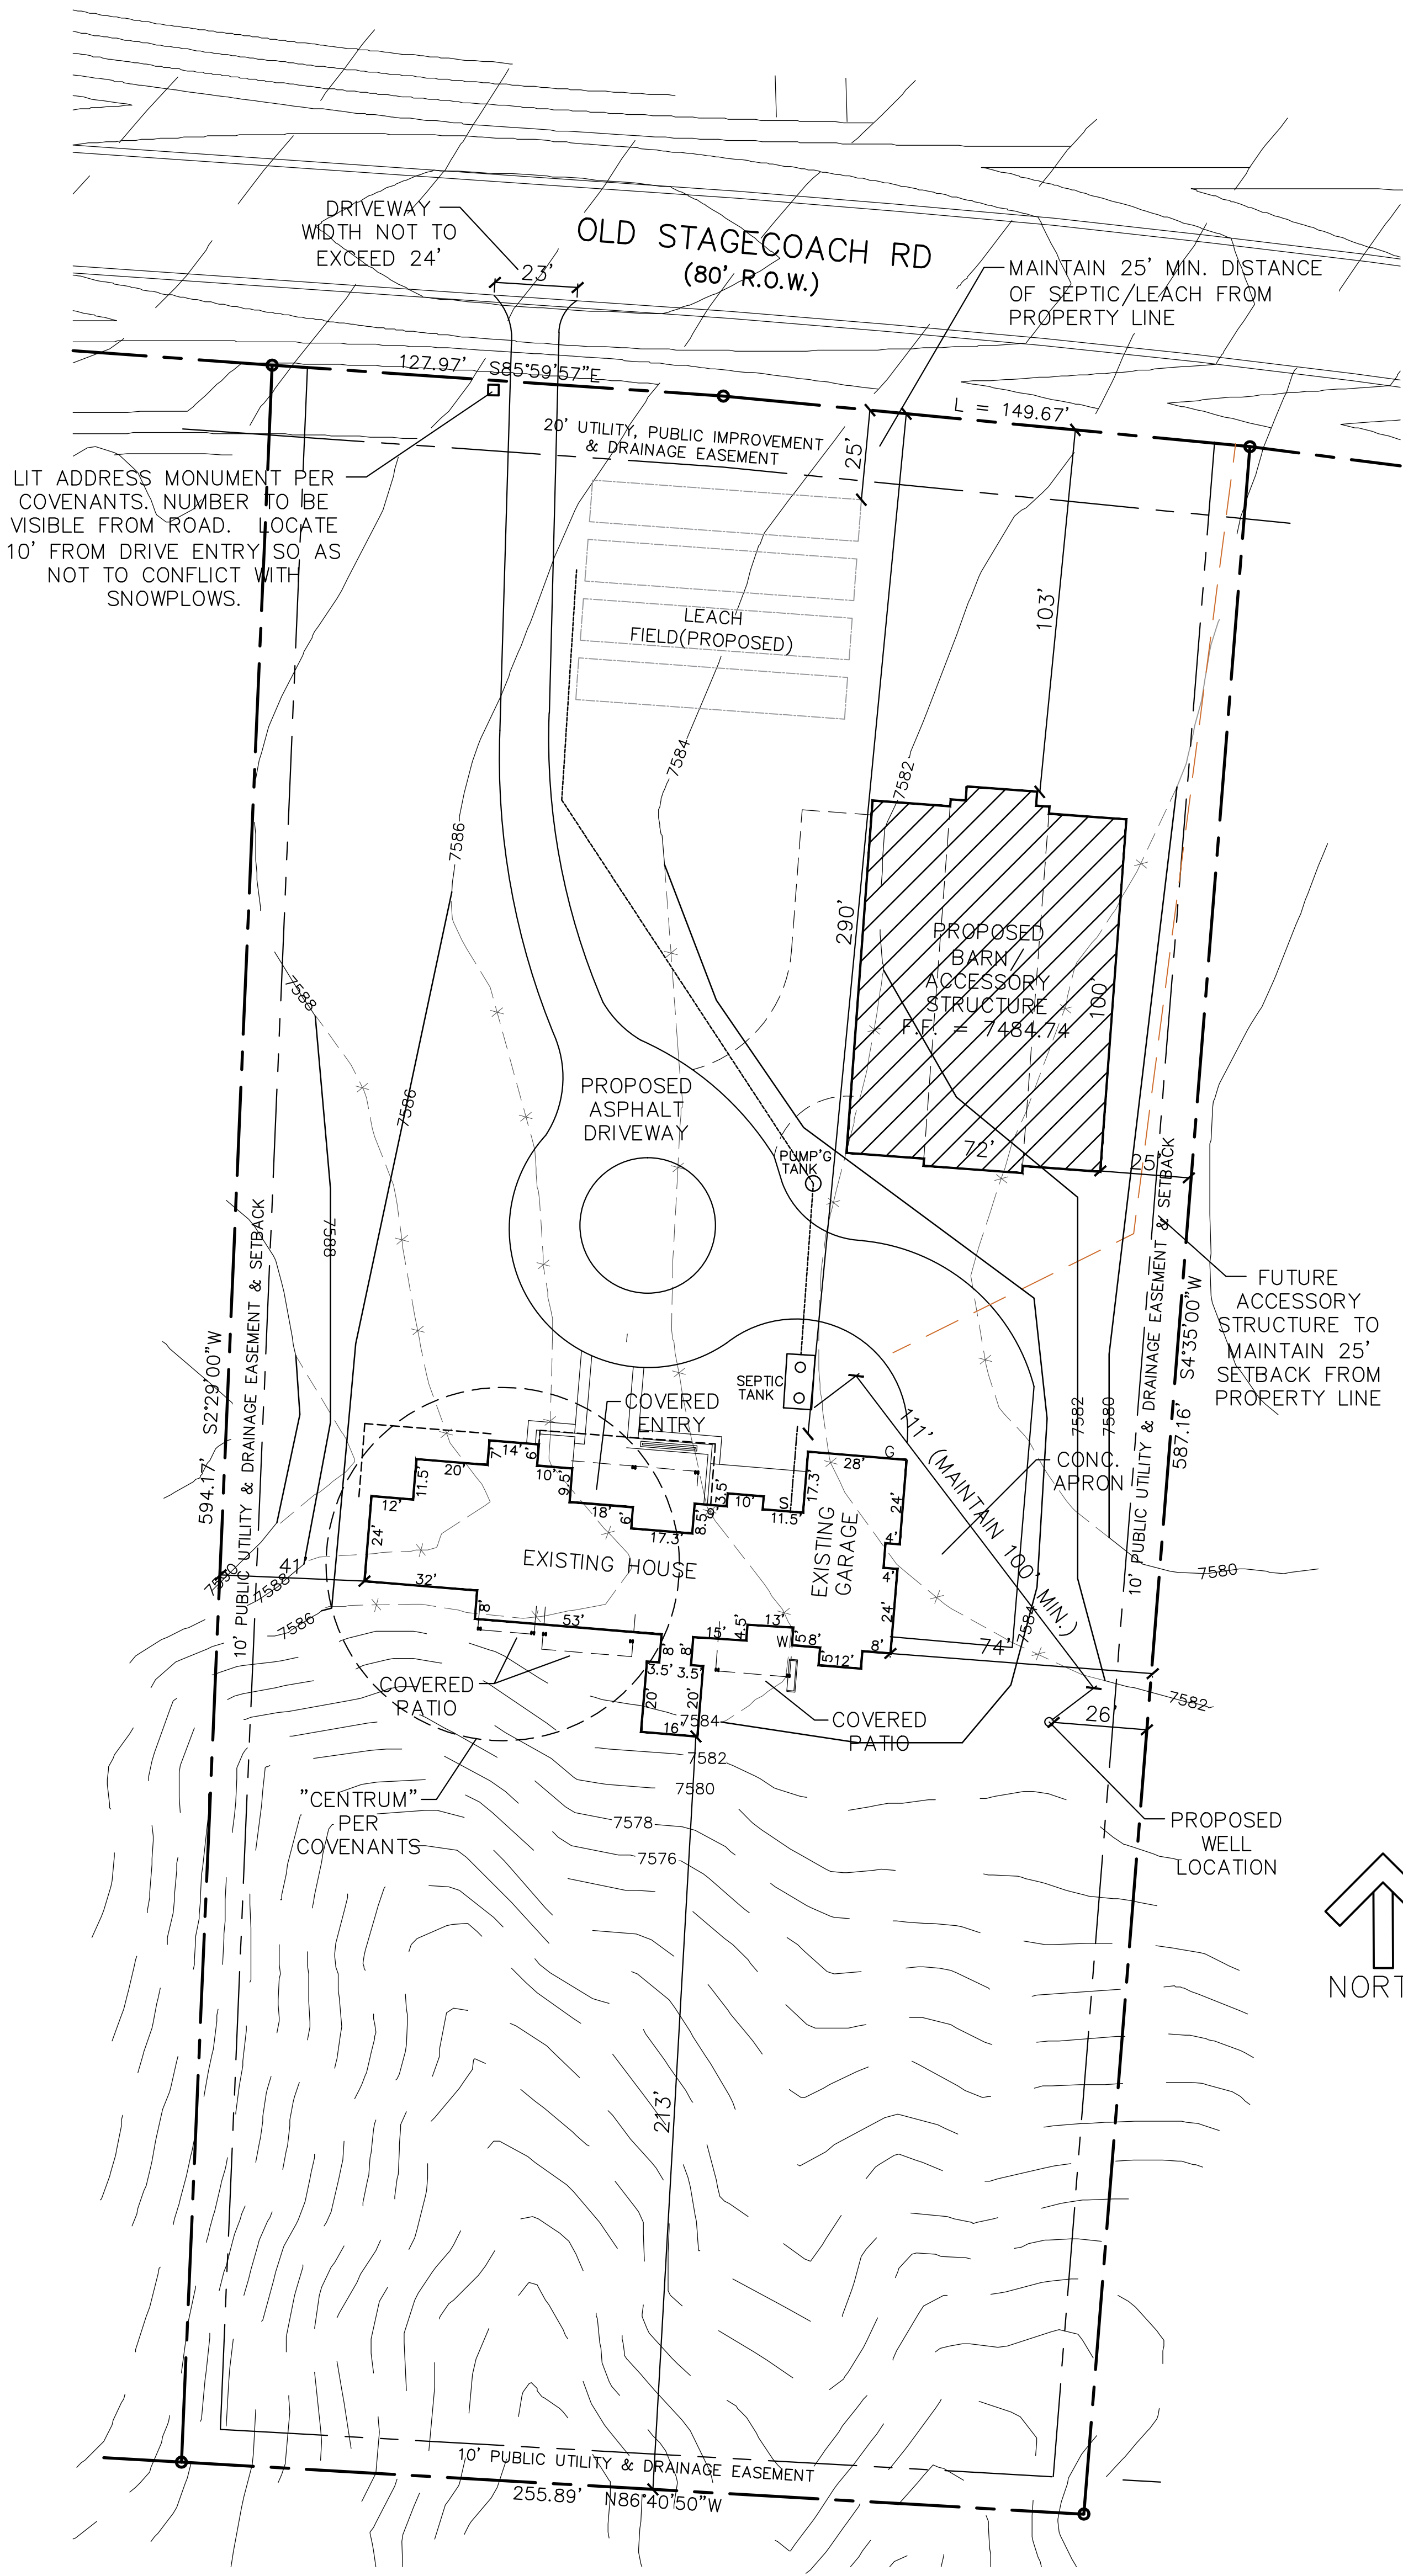 DRIVEWAY
WIDTH NOT TO
EXCEED 24'
23'
OLD STAGECOACH RD
(80' R.O.W.)
MAINTAIN 25' MIN. DISTANCE
OF SEPTIC/LEACH FROM
PROPERTY LINE
127.97' S85°59'57"E
L = 149.67'
20' UTILITY, PUBLIC IMPROVEMENT
& DRAINAGE EASEMENT
25'
LIT ADDRESS MONUMENT PER
COVENANTS. NUMBER TO BE
VISIBLE FROM ROAD. LOCATE
10' FROM DRIVE ENTRY SO AS
NOT TO CONFLICT WITH
SNOWPLOWS.
LEACH
FIELD(PROPOSED)
103'
7584
7582
7586
290'
PROPOSED
BARN/
ACCESSORY
STRUCTURE
F.F. = 7484.74
100'
7588
7586
PROPOSED
ASPHALT
DRIVEWAY
72'
25'
PUMP'G
TANK
7588
10' PUBLIC UTILITY & DRAINAGE EASEMENT & SETBACK
S2°29'00"W
594.17'
10' PUBLIC UTILITY & DRAINAGE EASEMENT & SETBACK
S4°35'00"W
587.16'
FUTURE
ACCESSORY
STRUCTURE TO
MAINTAIN 25'
SETBACK FROM
PROPERTY LINE
SEPTIC
TANK
COVERED
ENTRY
111' (MAINTAIN 100' MIN.)
7582
7580
CONC.
APRON
14'
7'
6'
20'
11.5'
10'
9.5'
12'
24'
18'
6'
17.3'
8.5'
9'
3.5'
10'
S
11.5'
17.3'
28'
G
24'
4'
4'
24'
EXISTING HOUSE
EXISTING
GARAGE
41'
7590
7588
7586
32'
8'
53'
8'
3.5'
20'
16'
20'
3.5'
8'
15'
4.5'
13'
W
5'
8'
5'
12'
8'
74'
7584
7580
7582
COVERED
PATIO
COVERED
PATIO
26'
7584
7582
7580
7578
7576
"CENTRUM"
PER
COVENANTS
PROPOSED
WELL
LOCATION
NORT
213'
10' PUBLIC UTILITY & DRAINAGE EASEMENT
255.89' N86°40'50"W